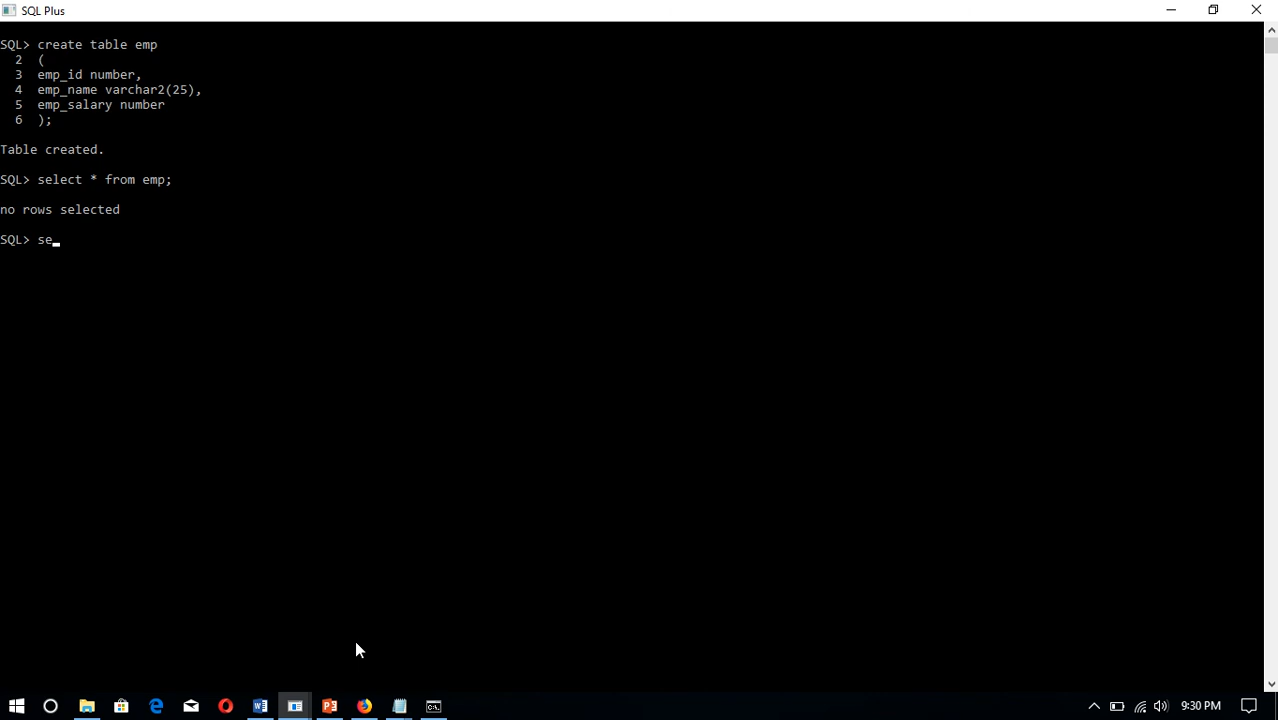 SQL Plus
SQL> create table emp
2 (
3 emp_id number,
4 emp_name varchar2(25),
5 emp_salary number
6 );
Table created.
SQL> select * from emp;
no rows selected
SQL> se
9:30 PM